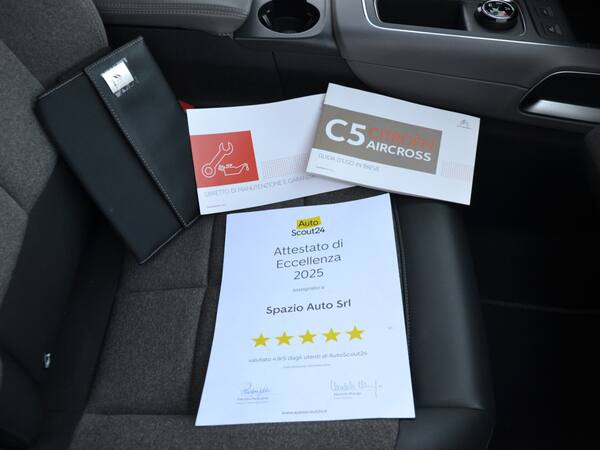 C5 CITROËN
AIRCROSS
GUIDA D'USO IN BREVE
LIBRETTO DI MANUTENZIONE E GARANZIA
Auto
Scout24
Attestato di
Eccellenza
2025
assegnato a
Spazio Auto Srl
valutato 4.9/5 dagli utenti di AutoScout24
www.autoscout24.it